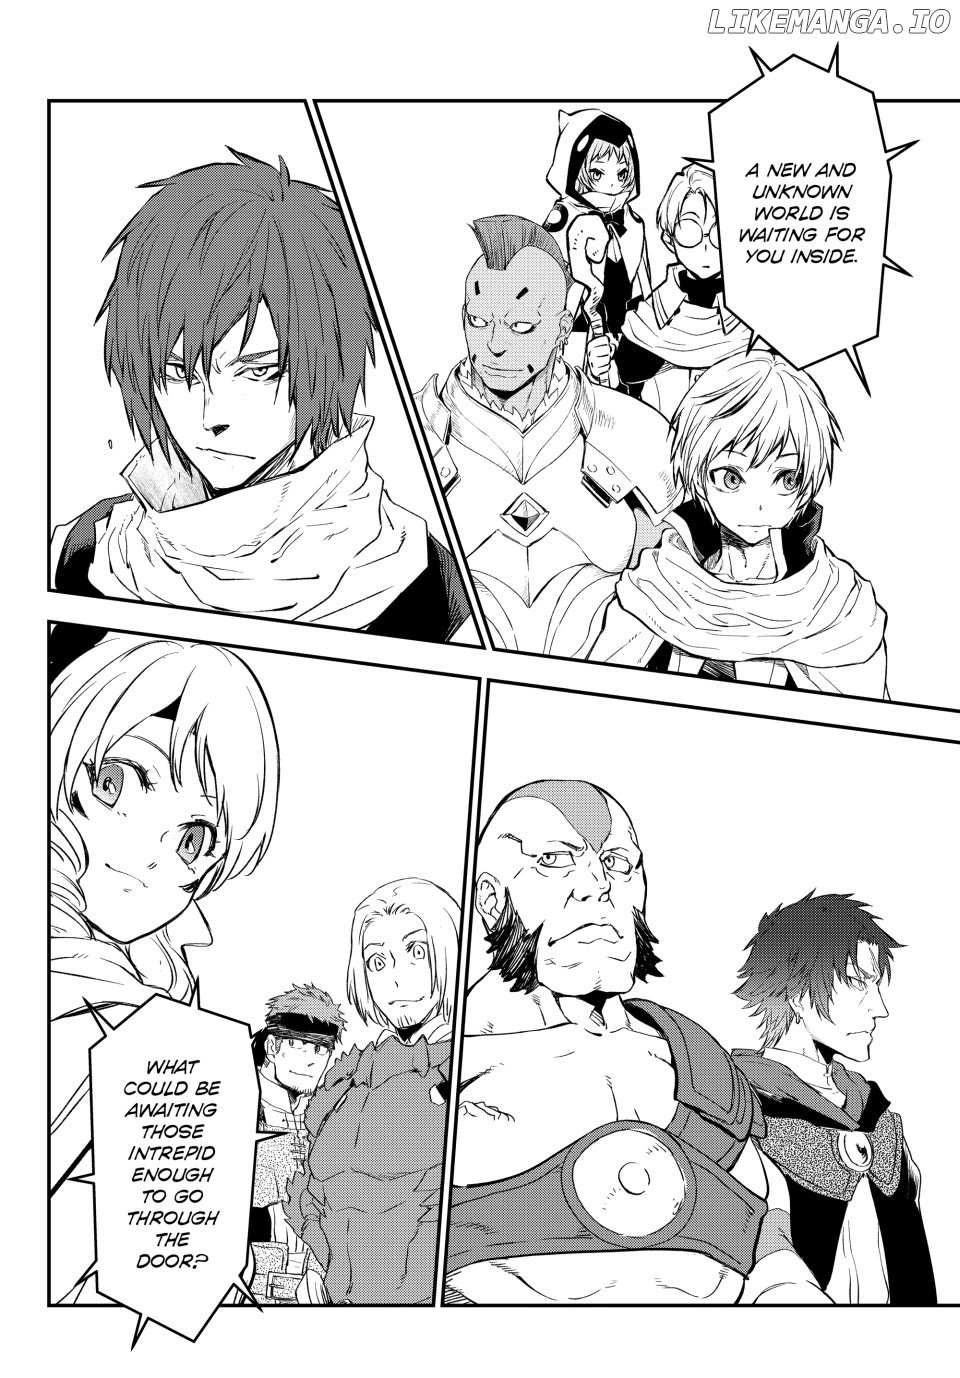 LIKEMANGA.IO
A NEW AND
UNKNOWN
WORLD IS
WAITING FOR
YOU INSIDE.
WHAT
COULD BE
AWAITING
THOSE
INTREPID
ENOUGH
TO GO
THROUGH
THE
DOOR?